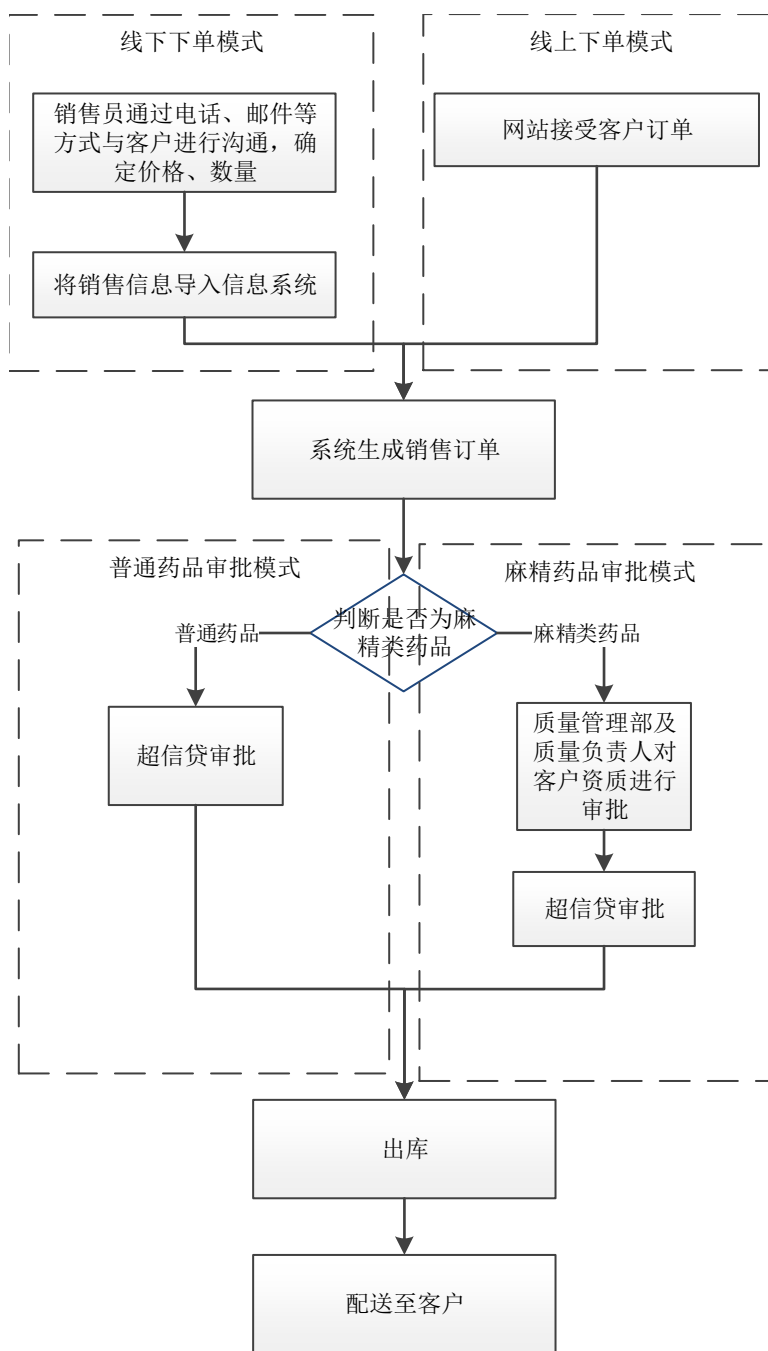 线下下单模式
线上下单模式
销售员通过电话、邮件等
方式与客户进行沟通，确
定价格、数量
网站接受客户订单
将销售信息导入信息系统
系统生成销售订单
普通药品审批模式
麻精药品审批模式
判断是否为麻
精类药品
普通药品
麻精类药品
超信贷审批
质量管理部及
质量负责人对
客户资质进行
审批
超信贷审批
出库
配送至客户